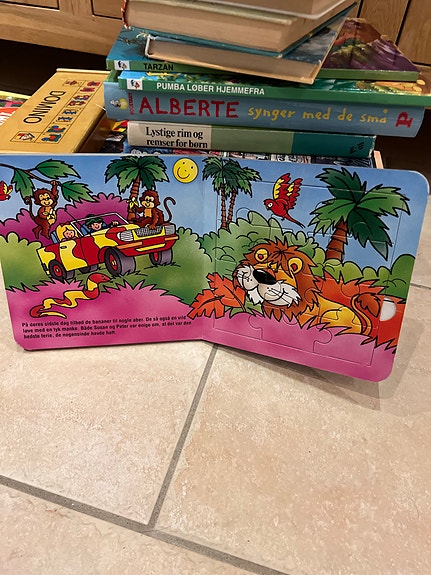 TARZAN
PUMBA LØBER HJEMMEFRA
ALBERTE synger med de små
Lystige rim og
remser for børn
DOMINO
På deres sidste dag tilbød de bananer til nogle aber. De så også en vild
løve med en tyk manke. Både Susan og Peter var enige om, at det var den
bedste ferie, de nogensinde havde haft.